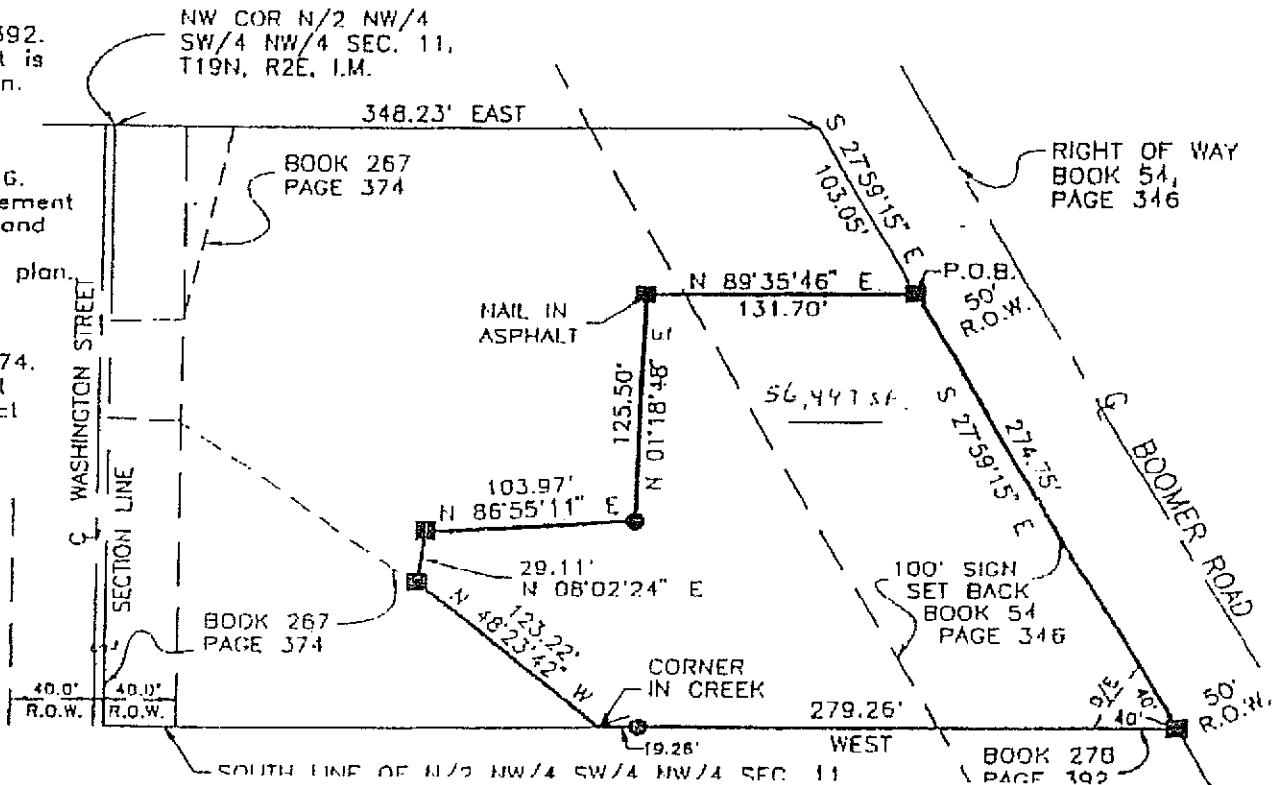 592.
t is
n.
NW COR N/2 NW/4
SW/4 NW/4 SEC. 11,
T19N, R2E, I.M.
348.23' EAST
BOOK 267
PAGE 374
S 27°59'15" E
103.05'
RIGHT OF WAY
BOOK 54,
PAGE 346
G.
ement
and
plan.
N 89°35'46" E
131.70'
P.O.B.
50'
R.O.W.
NAIL IN
ASPHALT
℄ WASHINGTON STREET
SECTION LINE
74.
125.50'
N 01°18'48" E
56,447 sf.
S 27°59'15" E
274.75'
℄ BOOMER ROAD
103.97'
N 86°55'11" E
29.11'
N 08°02'24" E
100' SIGN
SET BACK
BOOK 54
PAGE 346
BOOK 267
PAGE 374
123.22'
N 48°23'42" W
CORNER
IN CREEK
40.0'
R.O.W.
40.0'
R.O.W.
19.26'
279.26'
WEST
O/E
40'
40'
50'
R.O.W.
SOUTH LINE OF N/2 NW/4 SW/4 NW/4 SEC. 11
BOOK 278
PAGE 392